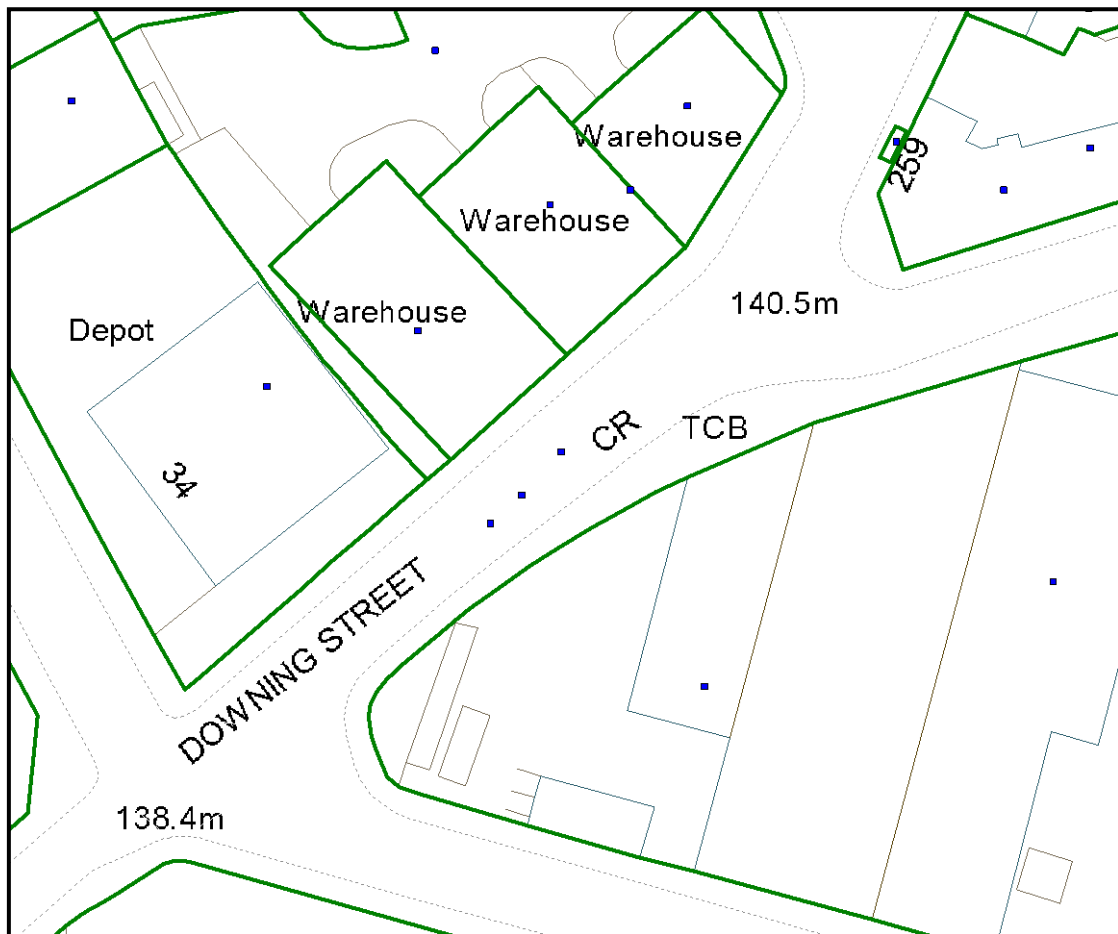 Warehouse
259
Warehouse
140.5m
Warehouse
Depot
CR
TCB
34
DOWNING STREET
138.4m